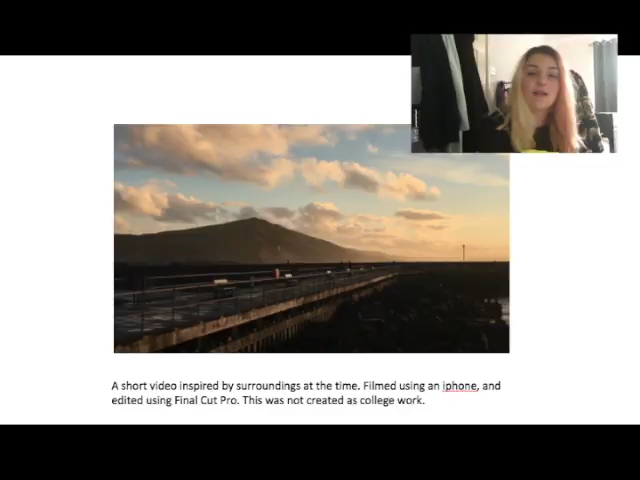 A short video inspired by surroundings at the time. Filmed using an iphone, and
edited using Final Cut Pro. This was not created as college work.